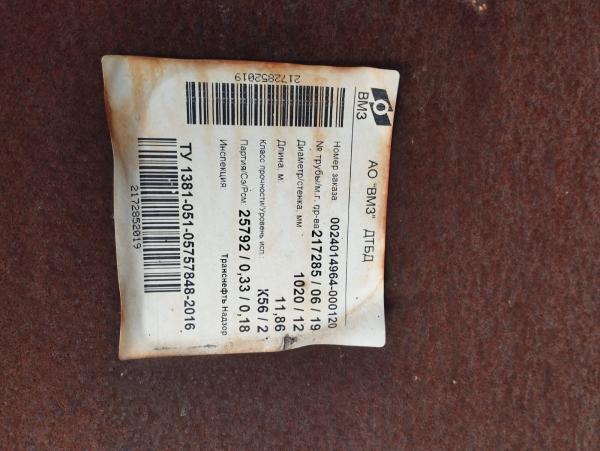 ВМЗ
АО "ВМЗ" ДТБД
Номер заказа 0024014964-000120
№ трубы/м.г. пр-ва 217285 / 06 / 19
Диаметр/стенка, мм 1020 / 12
Длина, м. 11,86
Класс прочности/Уровень исп.: К56 / 2
Партия/Сэ/Рсм: 25792 / 0,33 / 0,18
Инспекция: Транснефть Надзор
ТУ 1381-051-05757848-2016
2172852019
2172852019